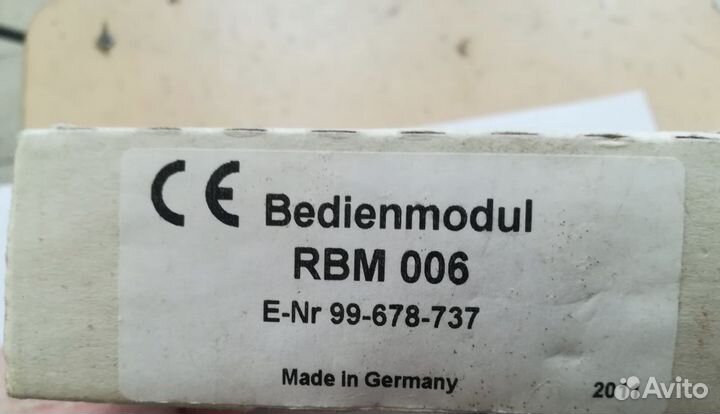 CE Bedienmodul
RBM 006
E-Nr 99-678-737
Made in Germany
Avito